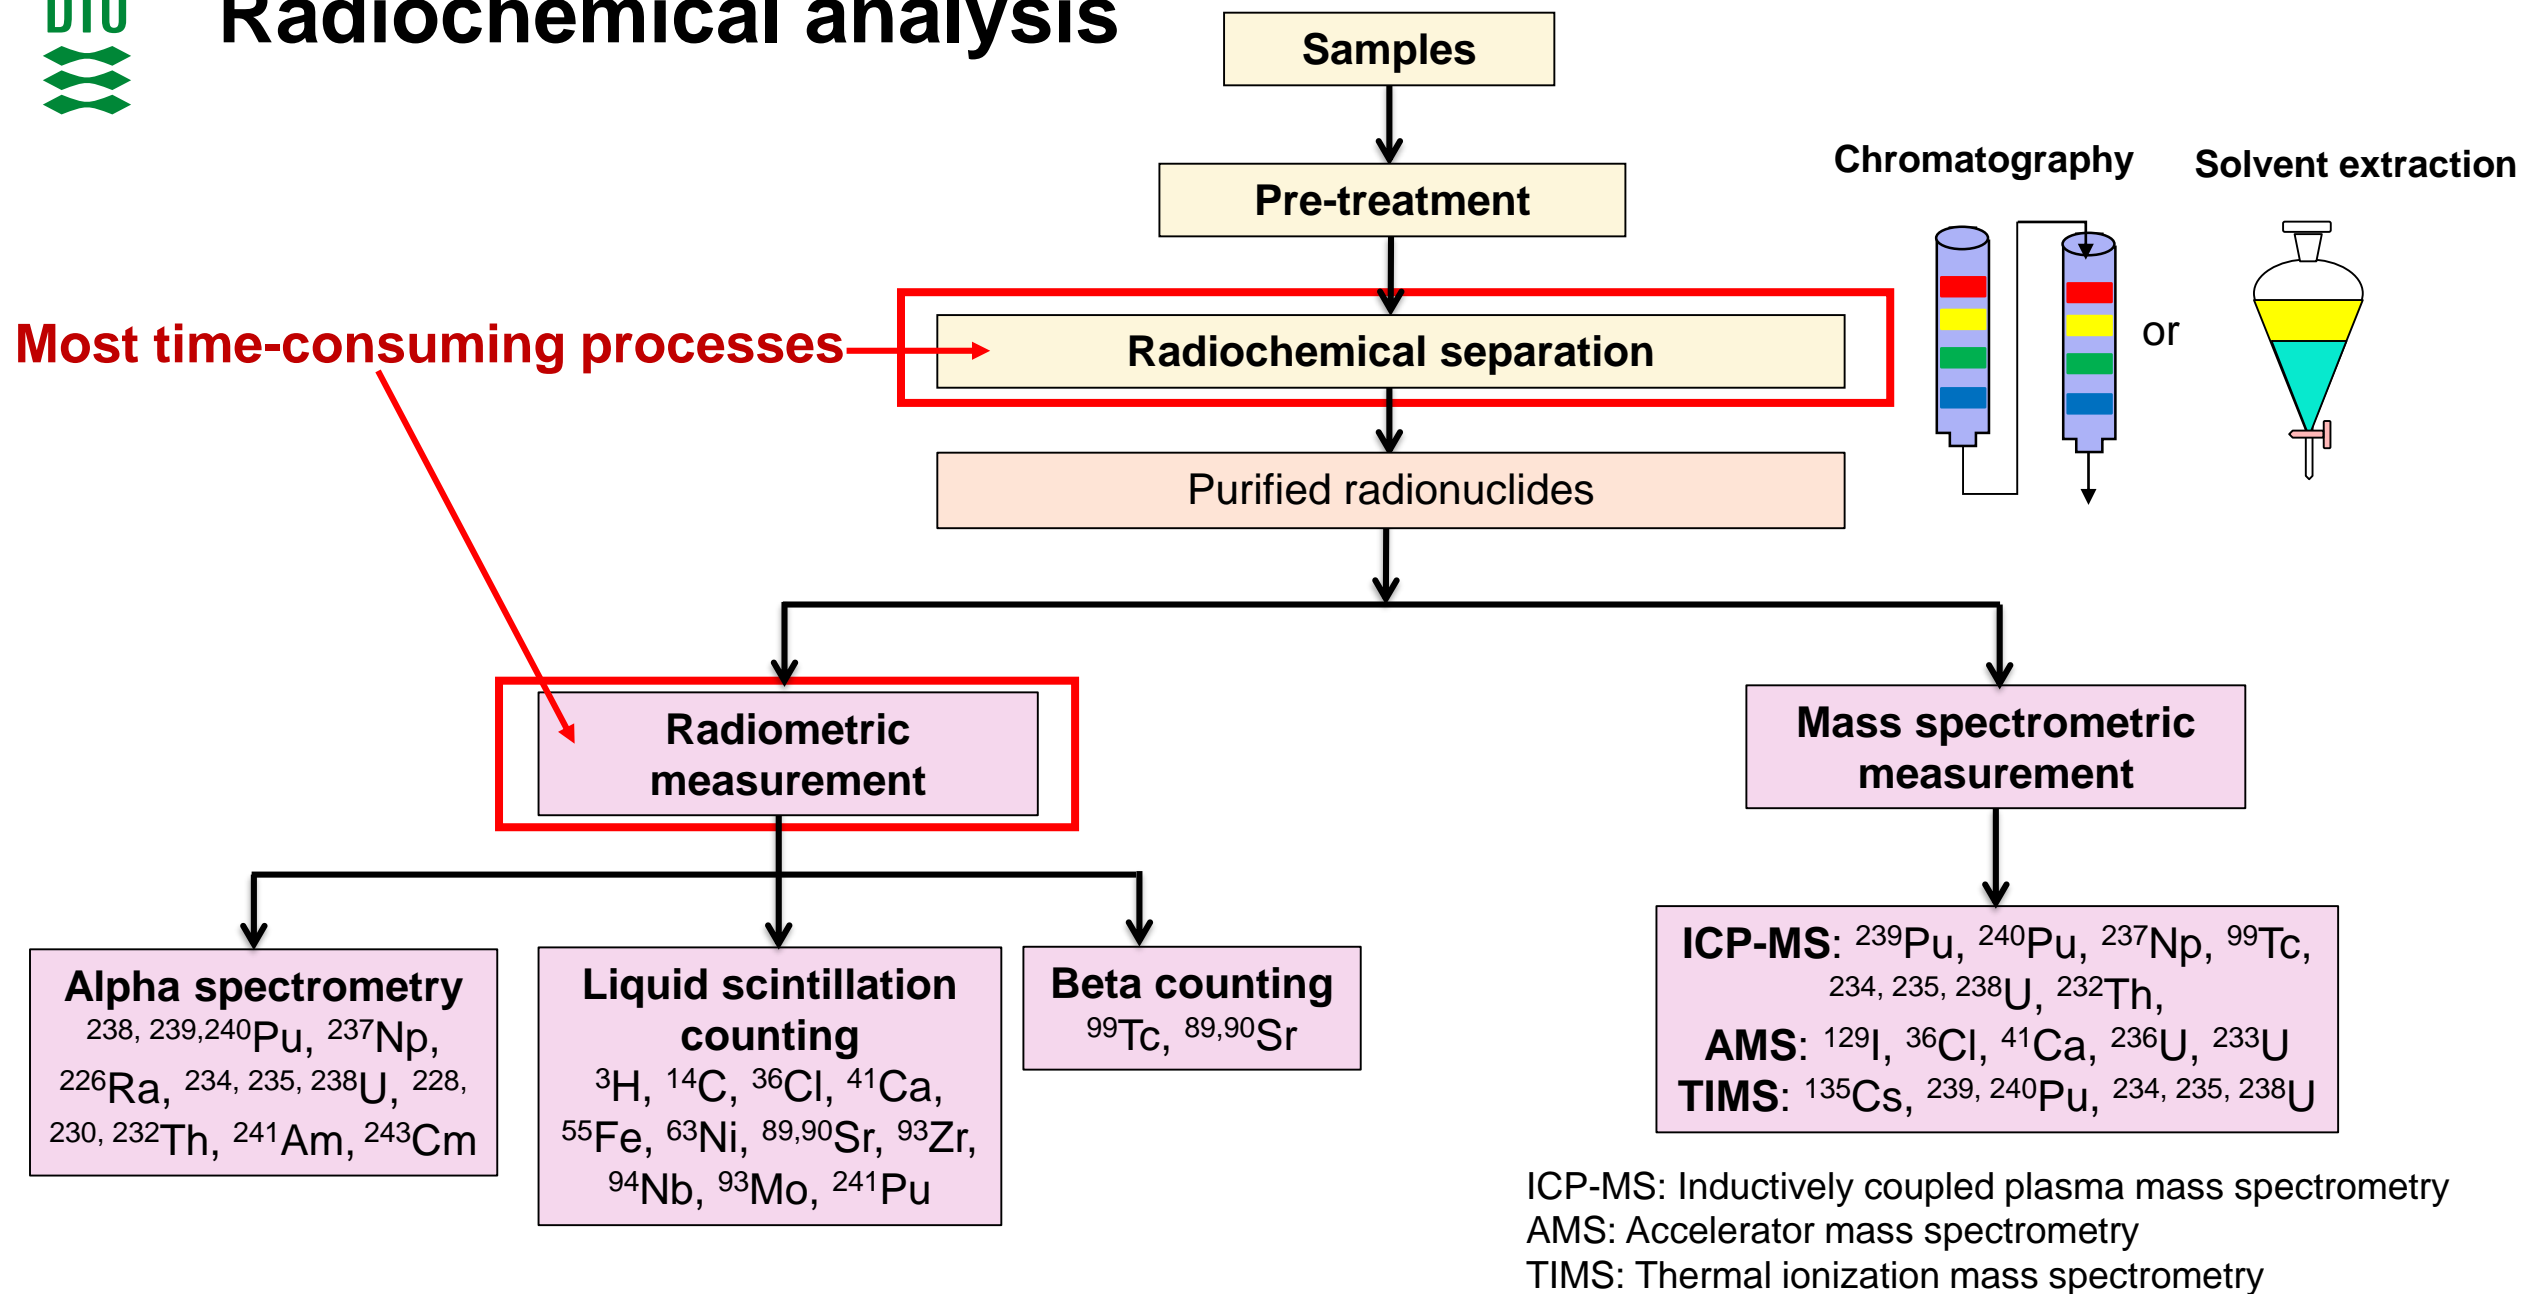 DTU
Radiochemical analysis
Samples
Pre-treatment
Chromatography
Solvent extraction
or
Most time-consuming processes
Radiochemical separation
Purified radionuclides
Radiometric
measurement
Mass spectrometric
measurement
Alpha spectrometry
²³⁸, ²³⁹,²⁴⁰Pu, ²³⁷Np,
²²⁶Ra, ²³⁴, ²³⁵, ²³⁸U, ²²⁸,
²³⁰, ²³²Th, ²⁴¹Am, ²⁴³Cm
Liquid scintillation
counting
³H, ¹⁴C, ³⁶Cl, ⁴¹Ca,
⁵⁵Fe, ⁶³Ni, ⁸⁹,⁹⁰Sr, ⁹³Zr,
⁹⁴Nb, ⁹³Mo, ²⁴¹Pu
Beta counting
⁹⁹Tc, ⁸⁹,⁹⁰Sr
ICP-MS: ²³⁹Pu, ²⁴⁰Pu, ²³⁷Np, ⁹⁹Tc,
²³⁴, ²³⁵, ²³⁸U, ²³²Th,
AMS: ¹²⁹I, ³⁶Cl, ⁴¹Ca, ²³⁶U, ²³³U
TIMS: ¹³⁵Cs, ²³⁹, ²⁴⁰Pu, ²³⁴, ²³⁵, ²³⁸U
ICP-MS: Inductively coupled plasma mass spectrometry
AMS: Accelerator mass spectrometry
TIMS: Thermal ionization mass spectrometry